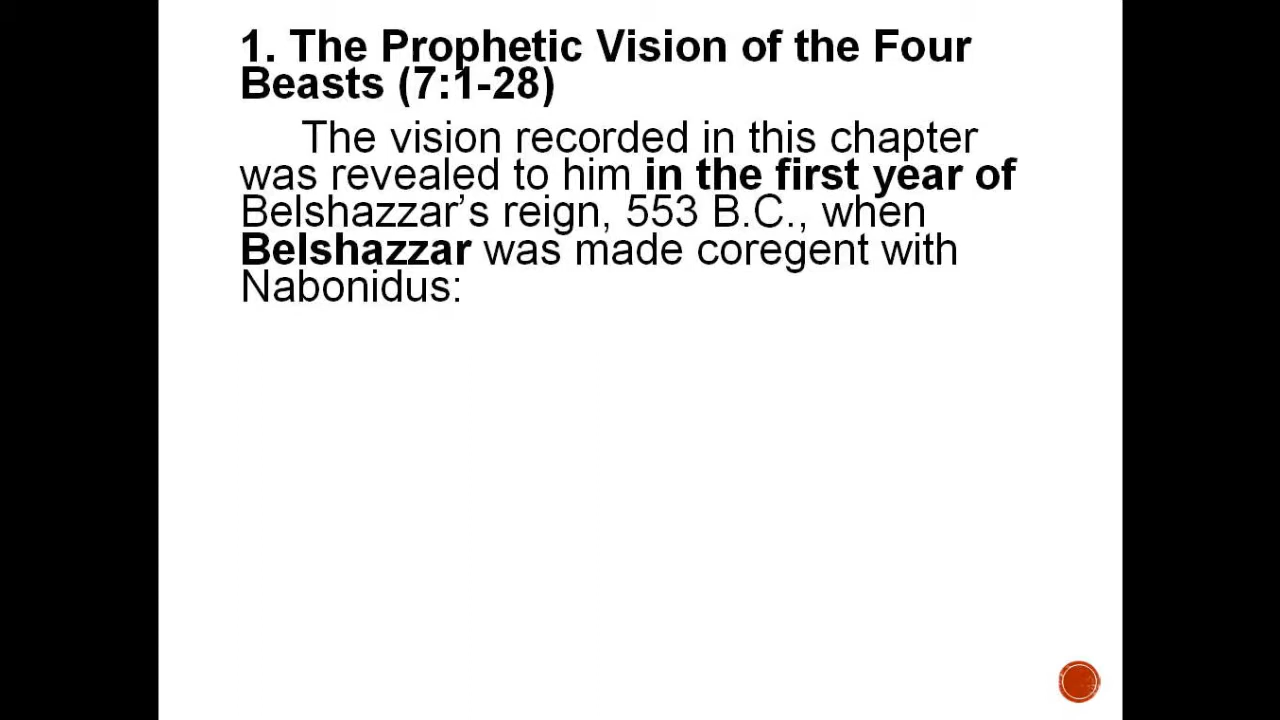 1. The Prophetic Vision of the Four
Beasts (7:1-28)
The vision recorded in this chapter
was revealed to him in the first year of
Belshazzar’s reign, 553 B.C., when
Belshazzar was made coregent with
Nabonidus: